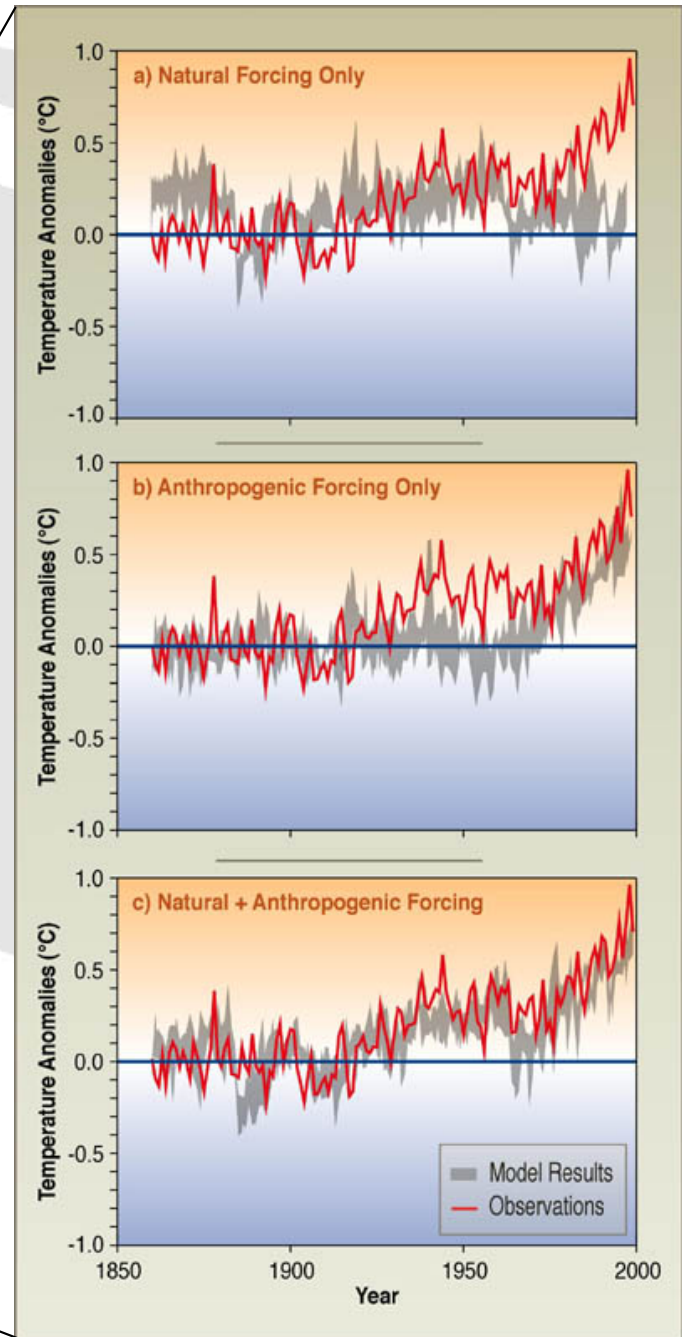 1.0
a) Natural Forcing Only
0.5
0.0
-0.5
-1.0
Temperature Anomalies (°C)
1.0
b) Anthropogenic Forcing Only
0.5
0.0
-0.5
-1.0
Temperature Anomalies (°C)
1.0
c) Natural + Anthropogenic Forcing
0.5
0.0
-0.5
-1.0
Temperature Anomalies (°C)
Model Results
Observations
1850 1900 1950 2000
Year